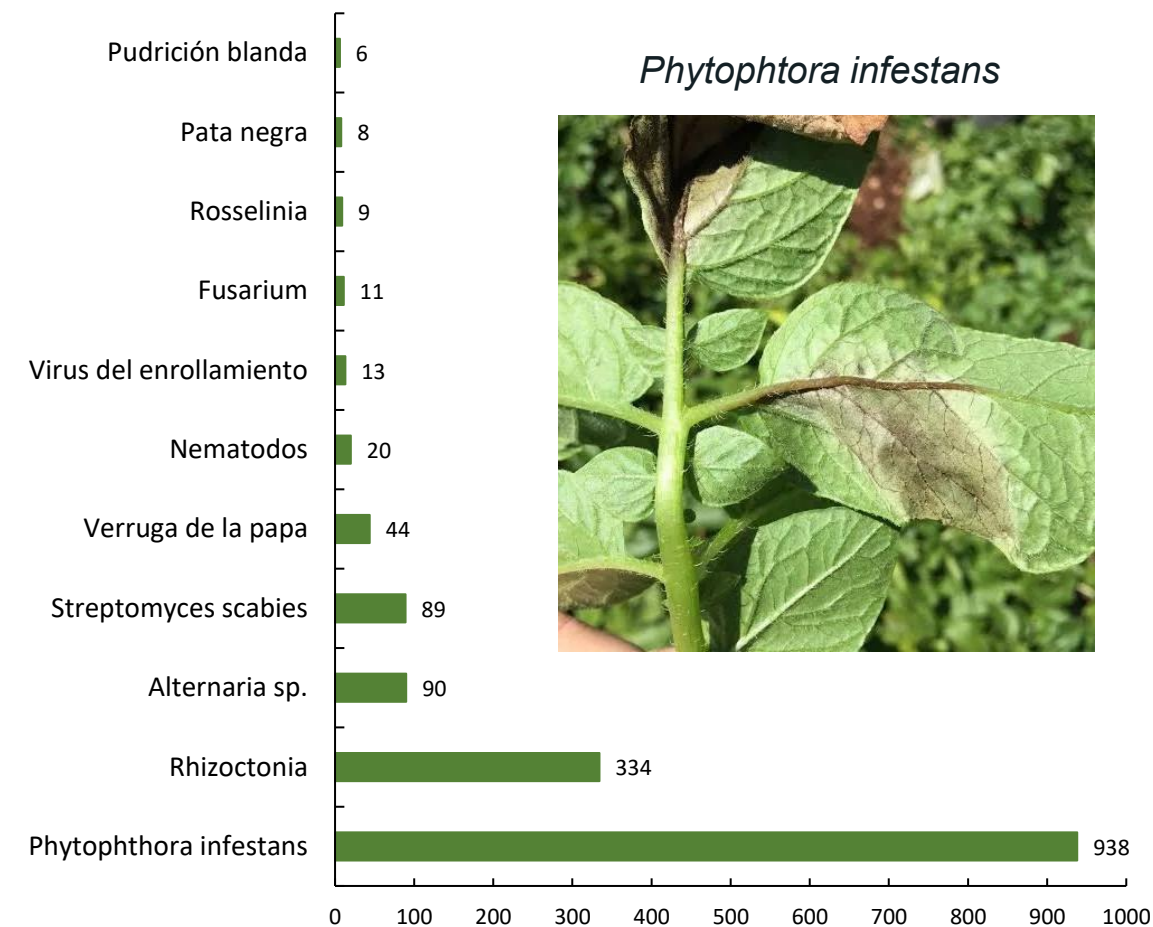 Phytophtora infestans
Pudrición blanda 6
Pata negra 8
Rosselinia 9
Fusarium 11
Virus del enrollamiento 13
Nematodos 20
Verruga de la papa 44
Streptomyces scabies 89
Alternaria sp. 90
Rhizoctonia 334
Phytophthora infestans 938
0 100 200 300 400 500 600 700 800 900 1000